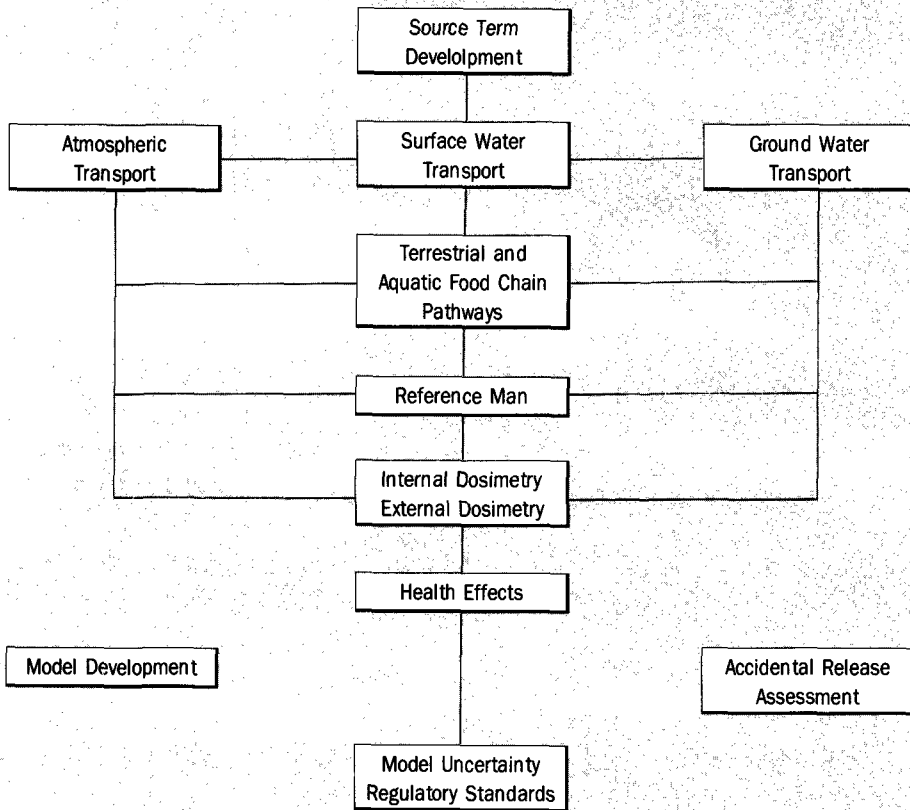 Source Term
Develolpment
Atmospheric
Transport
Surface Water
Transport
Ground Water
Transport
Terrestrial and
Aquatic Food Chain
Pathways
Reference Man
Internal Dosimetry
External Dosimetry
Health Effects
Model Development
Accidental Release
Assessment
Model Uncertainty
Regulatory Standards